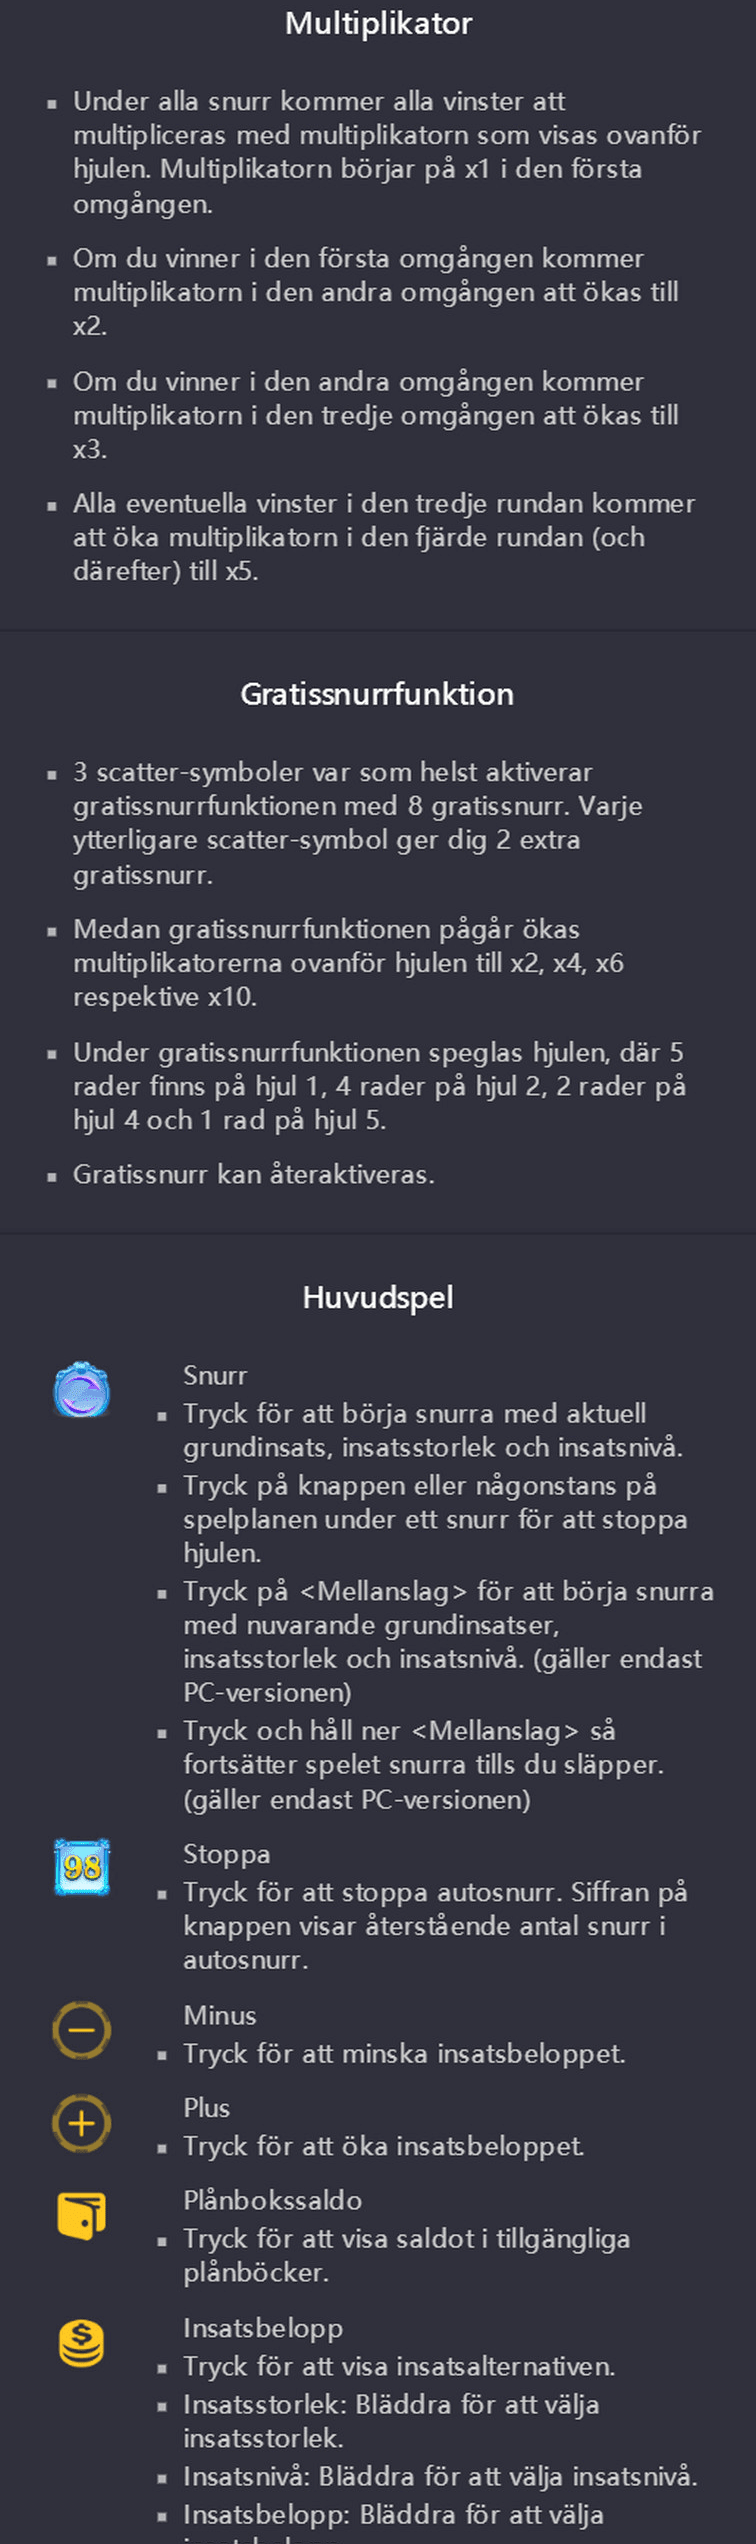 Multiplikator
▪ Under alla snurr kommer alla vinster att
multipliceras med multiplikatorn som visas ovanför
hjulen. Multiplikatorn börjar på x1 i den första
omgången.
▪ Om du vinner i den första omgången kommer
multiplikatorn i den andra omgången att ökas till
x2.
▪ Om du vinner i den andra omgången kommer
multiplikatorn i den tredje omgången att ökas till
x3.
▪ Alla eventuella vinster i den tredje rundan kommer
att öka multiplikatorn i den fjärde rundan (och
därefter) till x5.
Gratissnurrfunktion
▪ 3 scatter-symboler var som helst aktiverar
gratissnurrfunktionen med 8 gratissnurr. Varje
ytterligare scatter-symbol ger dig 2 extra
gratissnurr.
▪ Medan gratissnurrfunktionen pågår ökas
multiplikatorerna ovanför hjulen till x2, x4, x6
respektive x10.
▪ Under gratissnurrfunktionen speglas hjulen, där 5
rader finns på hjul 1, 4 rader på hjul 2, 2 rader på
hjul 4 och 1 rad på hjul 5.
▪ Gratissnurr kan återaktiveras.
Huvudspel
Snurr
▪ Tryck för att börja snurra med aktuell
grundinsats, insatsstorlek och insatsnivå.
▪ Tryck på knappen eller någonstans på
spelplanen under ett snurr för att stoppa
hjulen.
▪ Tryck på <Mellanslag> för att börja snurra
med nuvarande grundinsatser,
insatsstorlek och insatsnivå. (gäller endast
PC-versionen)
▪ Tryck och håll ner <Mellanslag> så
fortsätter spelet snurra tills du släpper.
(gäller endast PC-versionen)
98
Stoppa
▪ Tryck för att stoppa autosnurr. Siffran på
knappen visar återstående antal snurr i
autosnurr.
Minus
▪ Tryck för att minska insatsbeloppet.
Plus
▪ Tryck för att öka insatsbeloppet.
Plånbokssaldo
▪ Tryck för att visa saldot i tillgängliga
plånböcker.
Insatsbelopp
▪ Tryck för att visa insatsalternativen.
▪ Insatsstorlek: Bläddra för att välja
insatsstorlek.
▪ Insatsnivå: Bläddra för att välja insatsnivå.
▪ Insatsbelopp: Bläddra för att välja